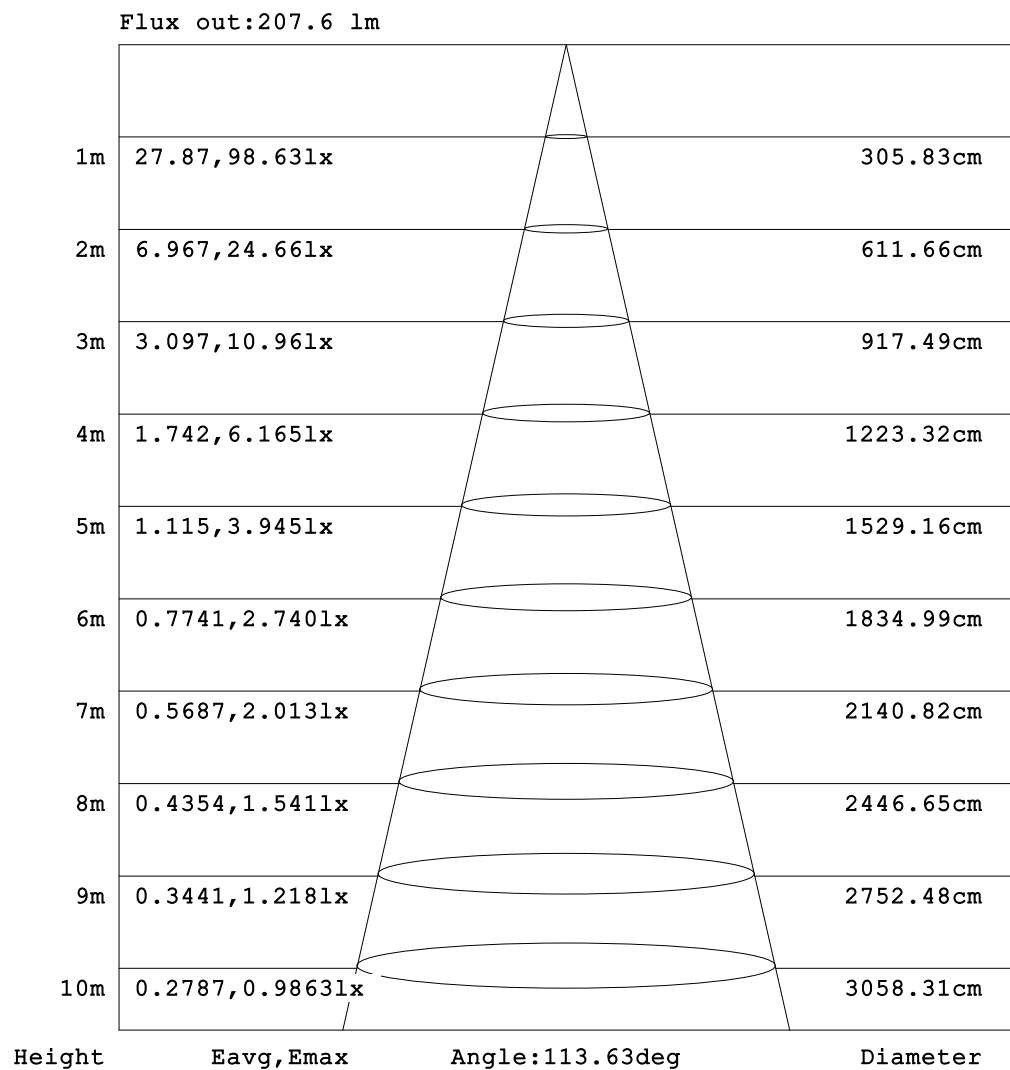 Flux out:207.6 lm
1m 27.87,98.63lx 305.83cm
2m 6.967,24.66lx 611.66cm
3m 3.097,10.96lx 917.49cm
4m 1.742,6.165lx 1223.32cm
5m 1.115,3.945lx 1529.16cm
6m 0.7741,2.740lx 1834.99cm
7m 0.5687,2.013lx 2140.82cm
8m 0.4354,1.541lx 2446.65cm
9m 0.3441,1.218lx 2752.48cm
10m 0.2787,0.9863lx 3058.31cm
Height Eavg,Emax Angle:113.63deg Diameter